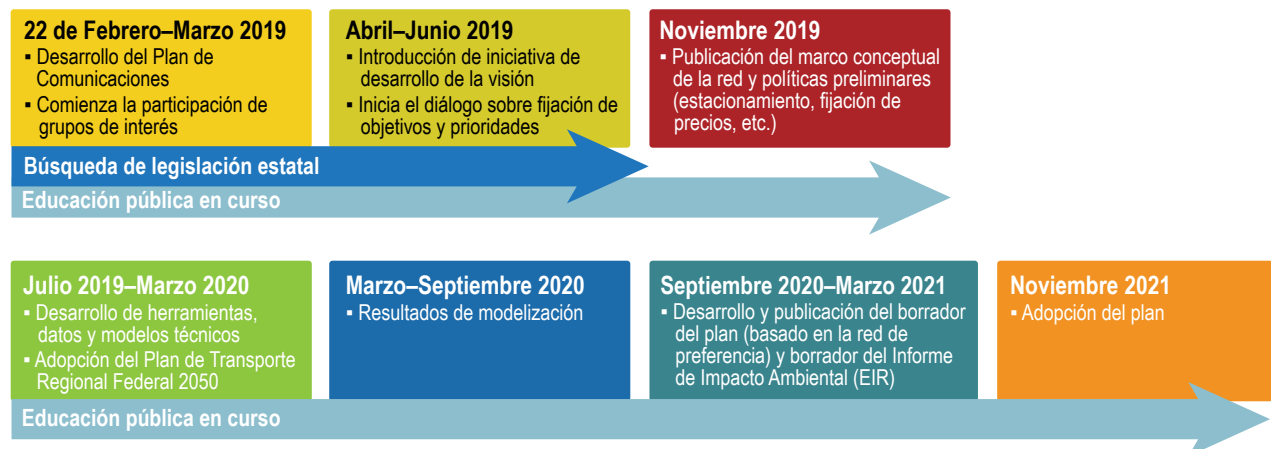 22 de Febrero–Marzo 2019
▪ Desarrollo del Plan de
Comunicaciones
▪ Comienza la participación de
grupos de interés
Abril–Junio 2019
▪ Introducción de iniciativa de
desarrollo de la visión
▪ Inicia el diálogo sobre fijación de
objetivos y prioridades
Noviembre 2019
▪ Publicación del marco conceptual
de la red y políticas preliminares
(estacionamiento, fijación de
precios, etc.)
Búsqueda de legislación estatal
Educación pública en curso
Julio 2019–Marzo 2020
▪ Desarrollo de herramientas,
datos y modelos técnicos
▪ Adopción del Plan de Transporte
Regional Federal 2050
Marzo–Septiembre 2020
▪ Resultados de modelización
Septiembre 2020–Marzo 2021
▪ Desarrollo y publicación del borrador
del plan (basado en la red de
preferencia) y borrador del Informe
de Impacto Ambiental (EIR)
Noviembre 2021
▪ Adopción del plan
Educación pública en curso